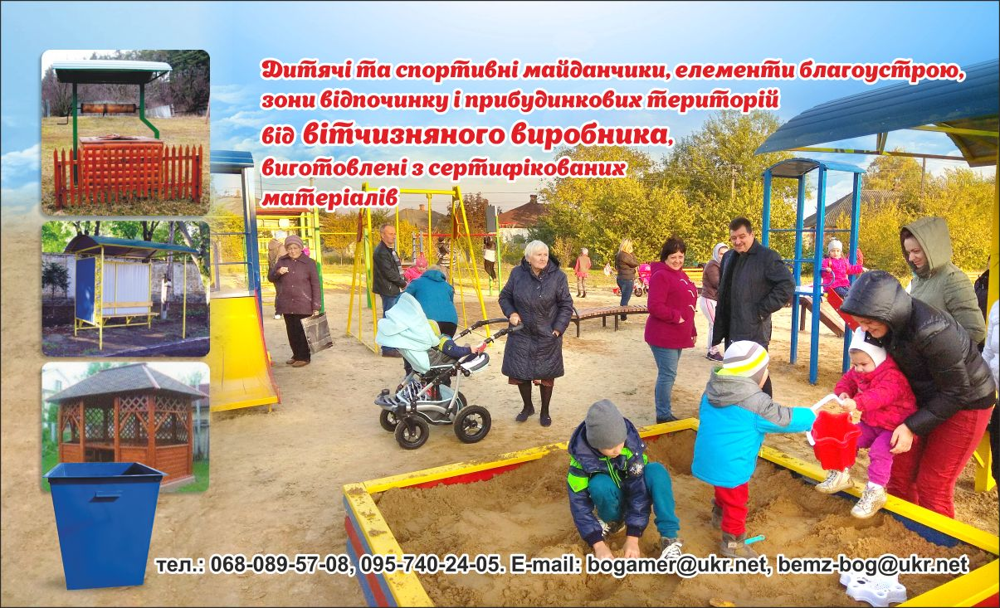 Дитячі та спортивні майданчики, елементи благоустрою,
зони відпочинку і прибудинкових територій
від вітчизняного виробника,
виготовлені з сертифікованих
матеріалів
тел.: 068-089-57-08, 095-740-24-05. E-mail: bogamer@ukr.net, bemz-bog@ukr.net